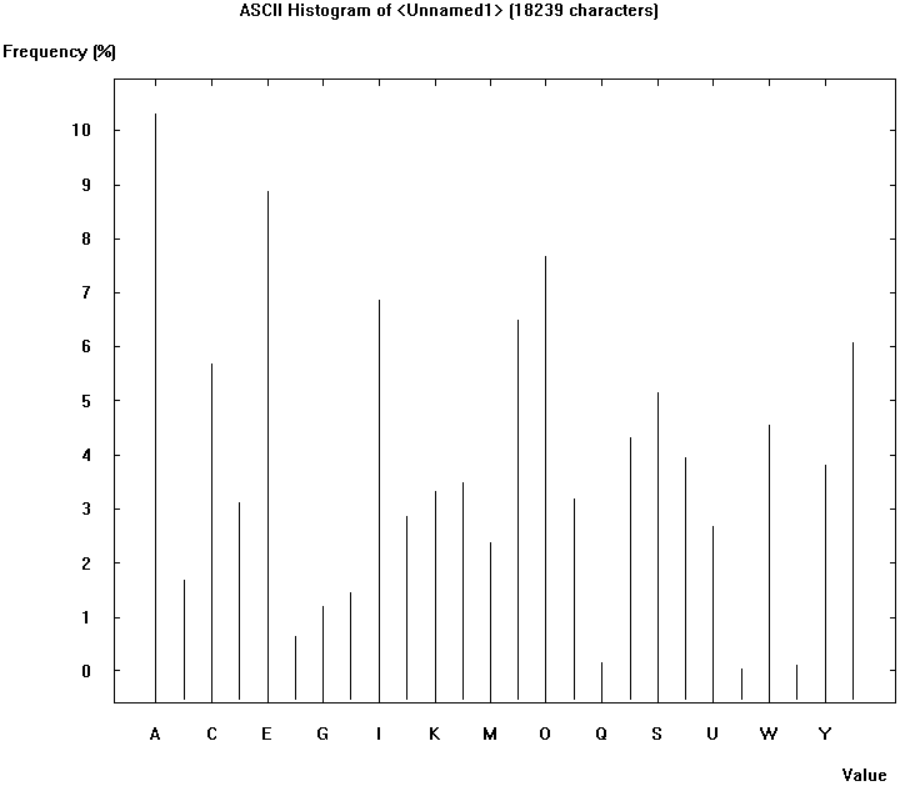 ASCII Histogram of <Unnamed1> (18239 characters)
Frequency (%)
10
9
8
7
6
5
4
3
2
1
0
A C E G I K M O Q S U W Y
Value